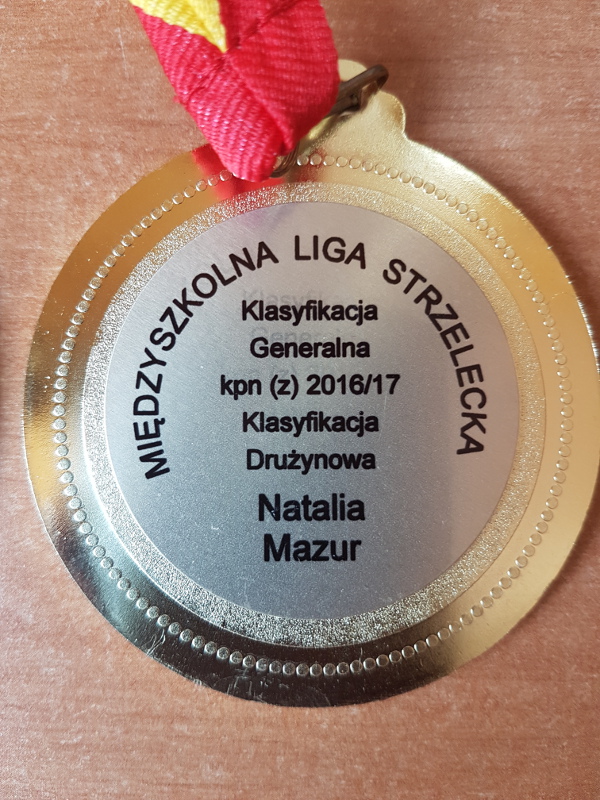 MIĘDZYSZKOLNA LIGA STRZELECKA
Klasyfikacja
Generalna
kpn (z) 2016/17
Klasyfikacja
Drużynowa
Natalia
Mazur